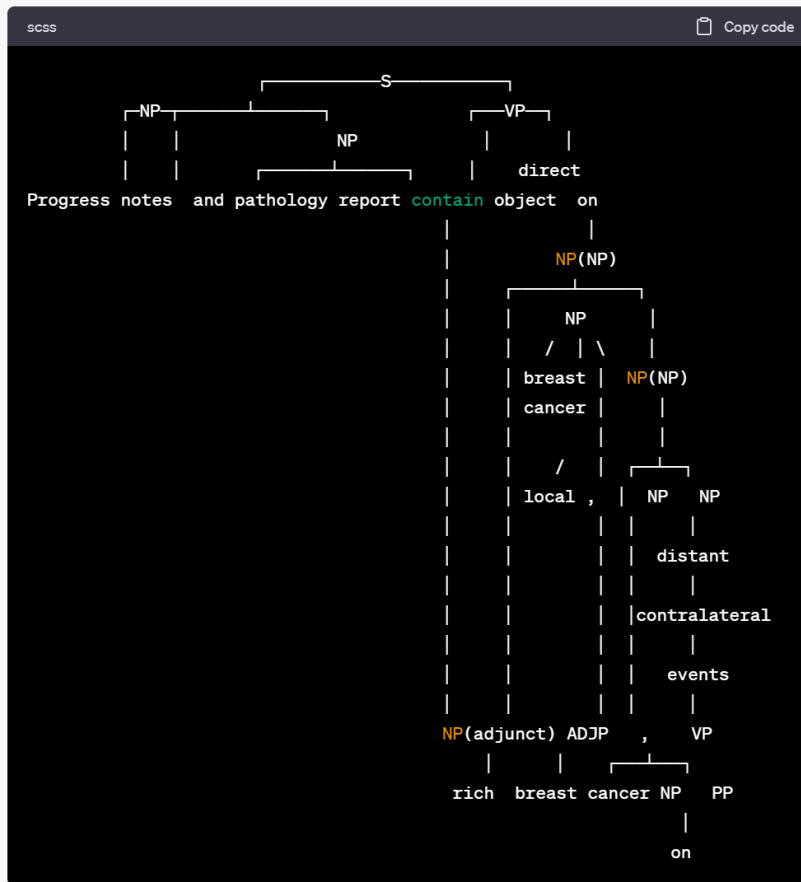 scss Copy code
S
NP VP
NP
direct
Progress notes and pathology report contain object on
NP(NP)
NP
breast NP(NP)
cancer
local , NP NP
distant
contralateral
events
NP(adjunct) ADJP , VP
rich breast cancer NP PP
on